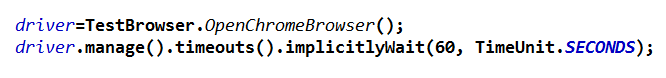 driver=TestBrowser.OpenChromeBrowser();
driver.manage().timeouts().implicitlyWait(60, TimeUnit.SECONDS);